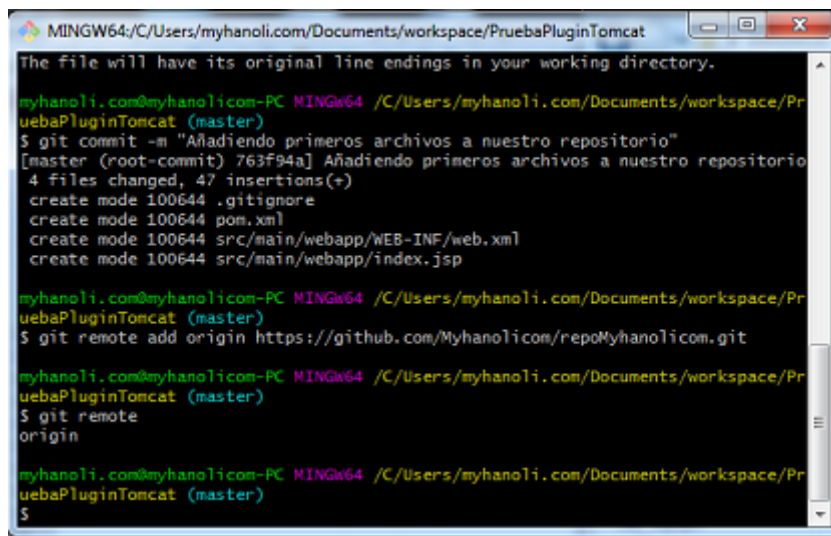 MINGW64:/C/Users/myhanoli.com/Documents/workspace/PruebaPluginTomcat
The file will have its original line endings in your working directory.
myhanoli.com@myhanolicom-PC MINGW64 /C/Users/myhanoli.com/Documents/workspace/Pr
uebaPluginTomcat (master)
$ git commit -m "Añadiendo primeros archivos a nuestro repositorio"
[master (root-commit) 763f94a] Añadiendo primeros archivos a nuestro repositorio
4 files changed, 47 insertions(+)
create mode 100644 .gitignore
create mode 100644 pom.xml
create mode 100644 src/main/webapp/WEB-INF/web.xml
create mode 100644 src/main/webapp/index.jsp
myhanoli.com@myhanolicom-PC MINGW64 /C/Users/myhanoli.com/Documents/workspace/Pr
uebaPluginTomcat (master)
$ git remote add origin https://github.com/Myhanolicom/repoMyhanolicom.git
myhanoli.com@myhanolicom-PC MINGW64 /C/Users/myhanoli.com/Documents/workspace/Pr
uebaPluginTomcat (master)
$ git remote
origin
myhanoli.com@myhanolicom-PC MINGW64 /C/Users/myhanoli.com/Documents/workspace/Pr
uebaPluginTomcat (master)
$